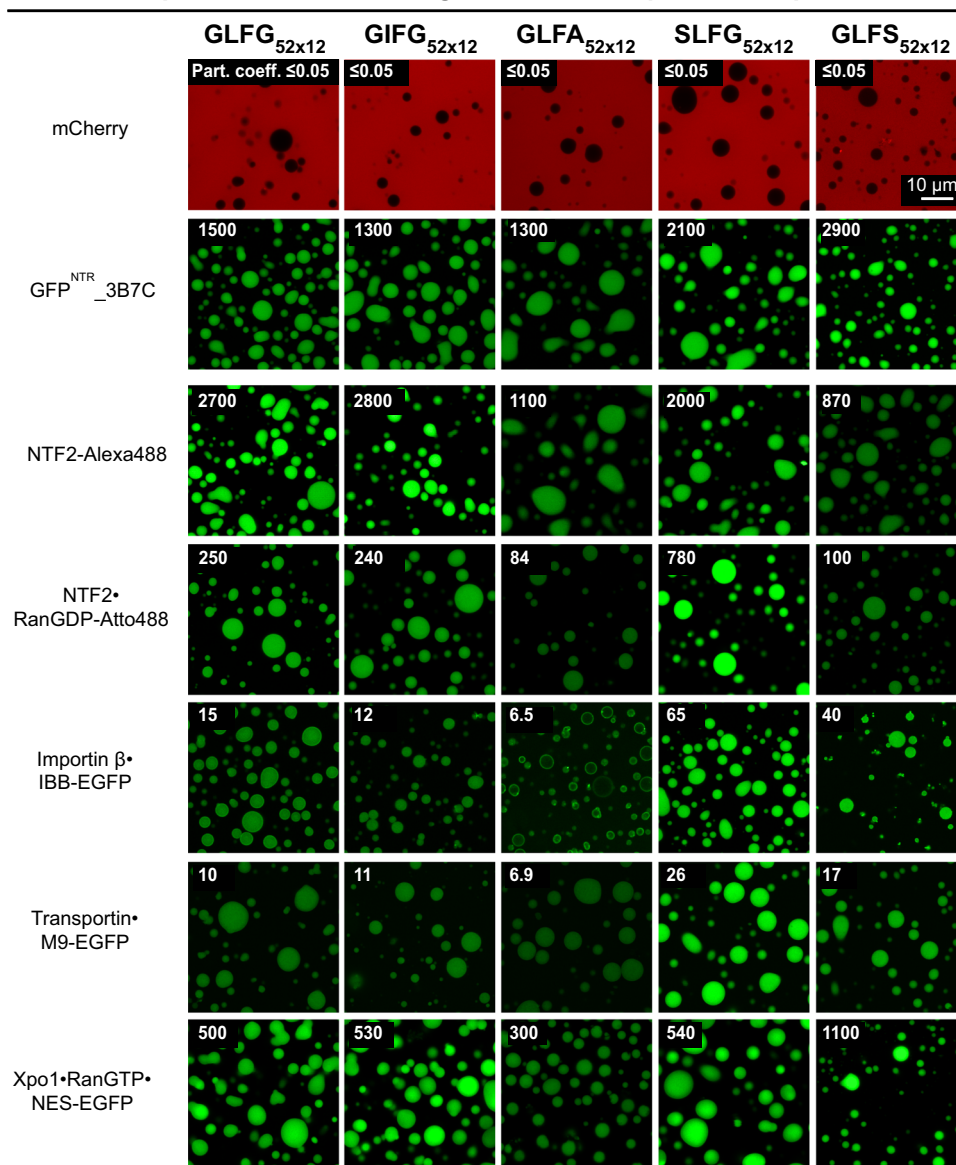 GLFG52x12 GIFG52x12 GLFA52x12 SLFG52x12 GLFS52x12
Part. coeff. ≤0.05 ≤0.05 ≤0.05 ≤0.05 ≤0.05
mCherry
10 µm
1500 1300 1300 2100 2900
GFPNTR_3B7C
2700 2800 1100 2000 870
NTF2-Alexa488
250 240 84 780 100
NTF2•
RanGDP-Atto488
15 12 6.5 65 40
Importin β•
IBB-EGFP
10 11 6.9 26 17
Transportin•
M9-EGFP
500 530 300 540 1100
Xpo1•RanGTP•
NES-EGFP